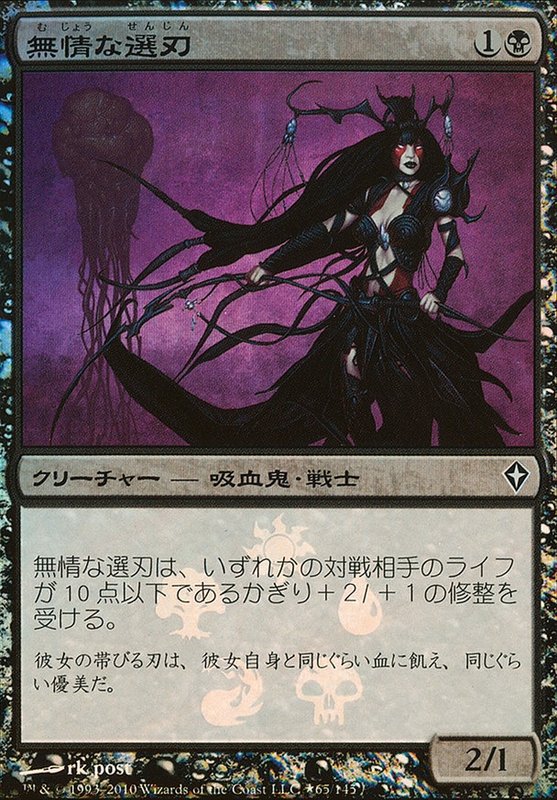 むじょう せんじん
無情な選刃 1
クリーチャー — 吸血鬼・戦士
無情な選刃は、いずれかの対戦相手のライフ
が 10 点以下であるかぎり+2/+1の修整を
受ける。
彼女の帯びる刃は、彼女自身と同じぐらい血に飢え、同じぐら
い優美だ。
2/1
rk post
& 1993-2010 Wizards of the Coast LLC ★65/145